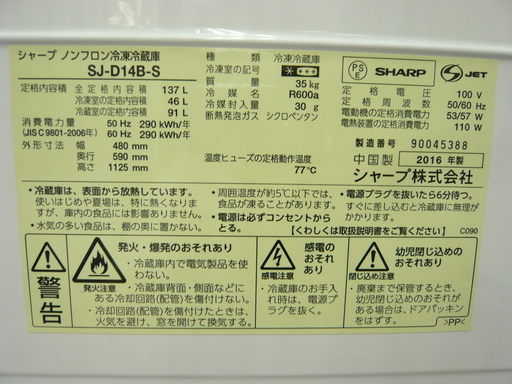 シャープ ノンフロン冷凍冷蔵庫
SJ-D14B-S
定格内容積 全定格内容積 137 L
冷凍室の定格内容積 46 L
冷蔵室の定格内容積 91 L
消費電力量 50 Hz 290 kWh/年
(JIS C 9801-2006年) 60 Hz 290 kWh/年
外形寸法 幅 480 mm
奥行 590 mm
高さ 1125 mm
種類 冷凍冷蔵庫
冷凍室の記号
質量 35kg
冷媒名 R600a
冷媒封入量 30 g
断熱発泡ガス シクロペンタン
温度ヒューズの定格動作温度
77℃
PS
E
SHARP
S JET
定格電圧 100 V
定格周波数 50/60 Hz
電動機の定格消費電力 53/57 W
電熱装置の定格消費電力 110 W
製造番号 90045388
中国製 2016 年製
シャープ株式会社
・冷蔵庫は、表面から放熱しています。
使いはじめや夏場は、特に熱くなりま
すが、庫内の食品には影響ありません。
・水気の多い食品は、棚の奥に置かない。
・周囲温度が約5℃以下では、食
品が凍ることがあります。
・電源は必ずコンセントから
とる。
・電源プラグを抜いたら6分待つ。
すぐに差し込むと冷蔵庫に無理が
かかります。
【くわしくは取扱説明書をご覧ください】 C090
警告
発火・爆発のおそれあり
発火注意
・冷蔵庫内で電気製品を使
わない。
・冷蔵庫背面・側面などに
ある冷却回路(配管)を傷付けない。
・冷却回路(配管)を傷付けたときは、
火気を避け、窓を開けて換気する。
感電の
おそれあり
感電注意
・冷蔵庫のお手入
れ時は、電源プラ
グを抜く。
幼児閉じ込めの
おそれあり
閉じ込み注意
・廃棄まで保管するとき、
幼児閉じ込めのおそれが
ある場合は、ドアパッキン
をはずす。
>PP<